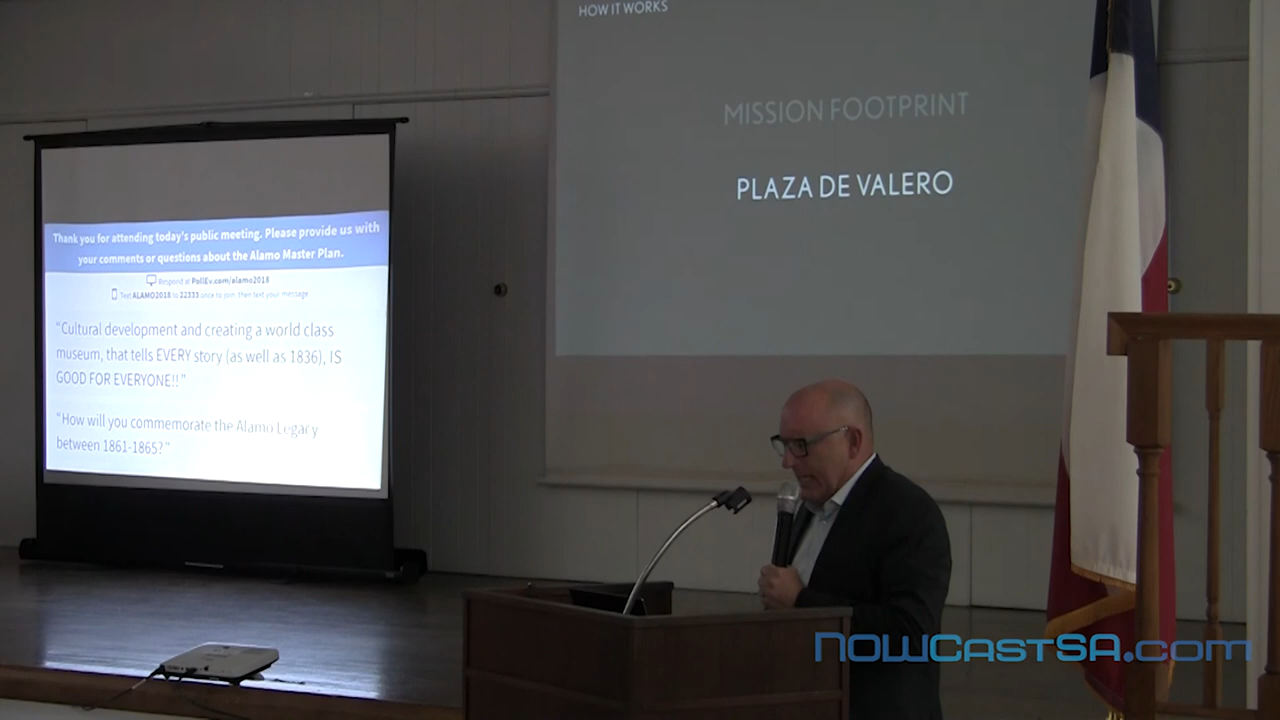 HOW IT WORKS
MISSION FOOTPRINT
PLAZA DE VALERO
Thank you for attending today's public meeting. Please provide us with
your comments or questions about the Alamo Master Plan.
Respond at PollEv.com/alamo2018
Text ALAMO2018 to 22333 once to join, then text your message
"Cultural development and creating a world class
museum, that tells EVERY story (as well as 1836), IS
GOOD FOR EVERYONE!!"
"How will you commemorate the Alamo Legacy
between 1861-1865?"
NOWCastSA.com